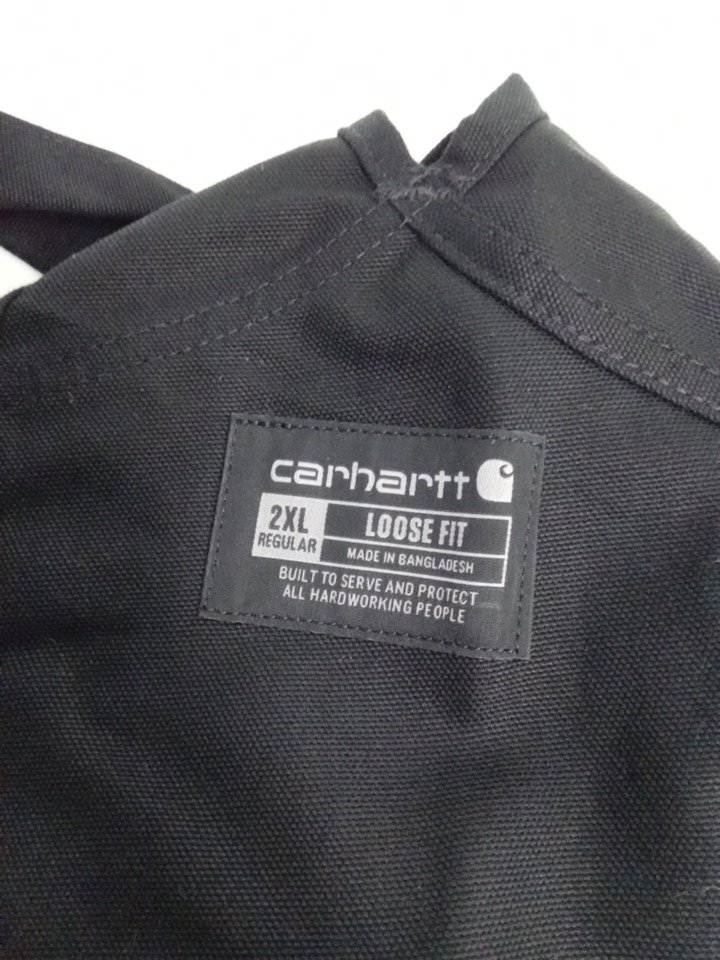 carhartt
2XL
REGULAR
LOOSE FIT
MADE IN BANGLADESH
BUILT TO SERVE AND PROTECT
ALL HARDWORKING PEOPLE